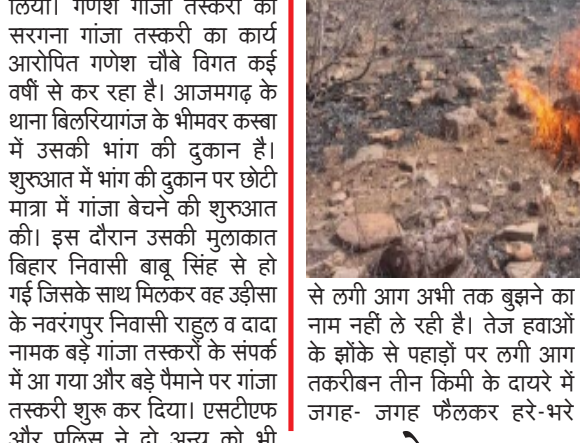 लिया। गणेश गांजा तस्करों का
सरगना गांजा तस्करी का कार्य
आरोपित गणेश चौबे विगत कई
वर्षों से कर रहा है। आजमगढ़ के
थाना बिलरियागंज के भीमवर कस्बा
में उसकी भांग की दुकान है।
शुरुआत में भांग की दुकान पर छोटी
मात्रा में गांजा बेचने की शुरुआत
की। इस दौरान उसकी मुलाकात
बिहार निवासी बाबू सिंह से हो
गई जिसके साथ मिलकर वह उड़ीसा
के नवरंगपुर निवासी राहुल व दादा
नामक बड़े गांजा तस्करों के संपर्क
में आ गया और बड़े पैमाने पर गांजा
तस्करी शुरू कर दिया। एसटीएफ
और पुलिस ने दो अन्य को भी
से लगी आग अभी तक बुझने का
नाम नहीं ले रही है। तेज हवाओं
के झोंके से पहाड़ों पर लगी आग
तकरीबन तीन किमी के दायरे में
जगह- जगह फैलकर हरे-भरे